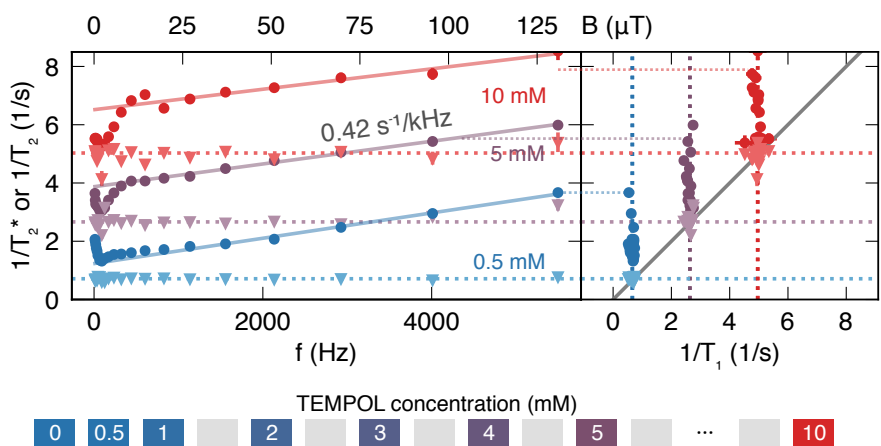 0 25 50 75 100 125 B (μT)
1/T₂* or 1/T₂ (1/s)
8
6
4
2
0
10 mM
0.42 s⁻¹/kHz
5 mM
0.5 mM
0 2000 4000
f (Hz)
0 2 4 6 8
1/T₁ (1/s)
TEMPOL concentration (mM)
0 0.5 1 2 3 4 5 ... 10